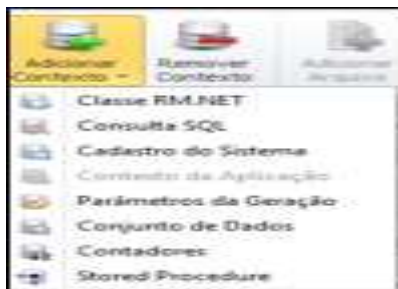 Adicionar Remover Adicionar
Contexto Contexto Arquivo
Classe RM.NET
Consulta SQL
Cadastro do Sistema
Contexto da Aplicação
Parâmetros da Geração
Conjunto de Dados
Contadores
Stored Procedure